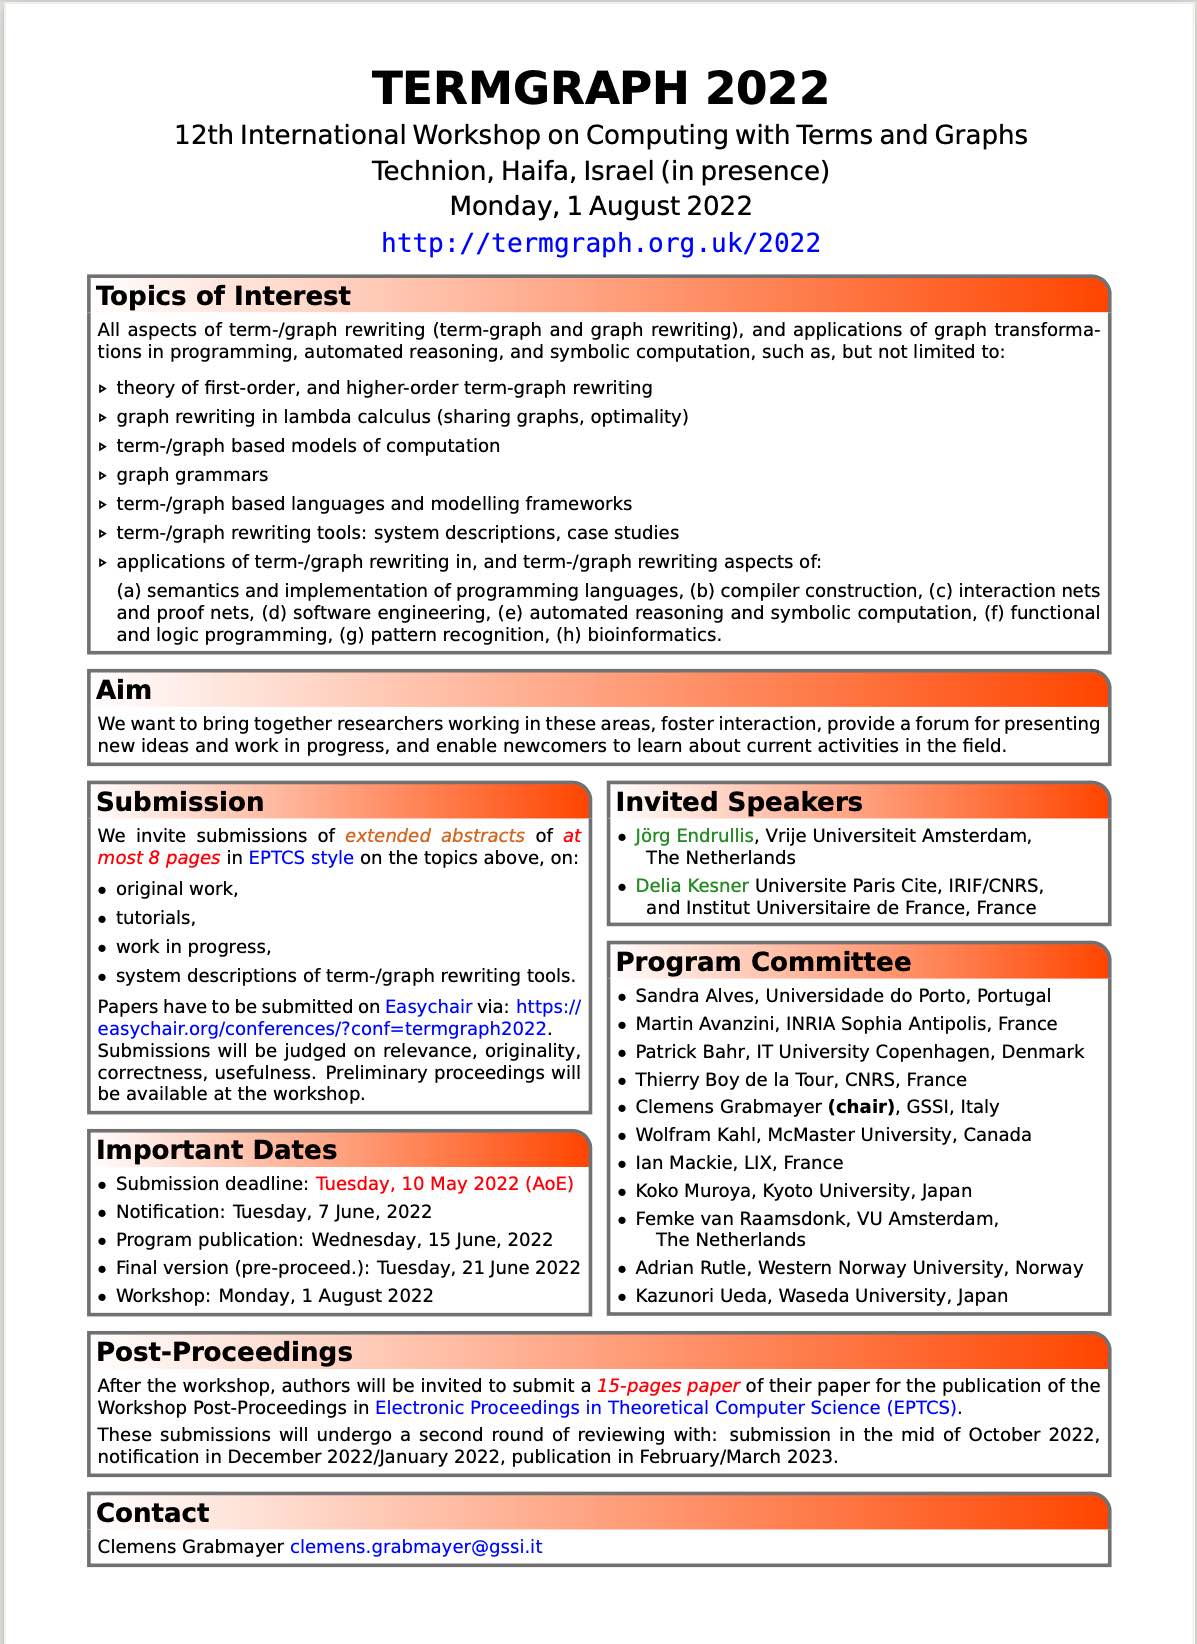 TERMGRAPH 2022
12th International Workshop on Computing with Terms and Graphs
Technion, Haifa, Israel (in presence)
Monday, 1 August 2022
http://termgraph.org.uk/2022
Topics of Interest
All aspects of term-/graph rewriting (term-graph and graph rewriting), and applications of graph transforma-
tions in programming, automated reasoning, and symbolic computation, such as, but not limited to:
▹ theory of first-order, and higher-order term-graph rewriting
▹ graph rewriting in lambda calculus (sharing graphs, optimality)
▹ term-/graph based models of computation
▹ graph grammars
▹ term-/graph based languages and modelling frameworks
▹ term-/graph rewriting tools: system descriptions, case studies
▹ applications of term-/graph rewriting in, and term-/graph rewriting aspects of:
(a) semantics and implementation of programming languages, (b) compiler construction, (c) interaction nets
and proof nets, (d) software engineering, (e) automated reasoning and symbolic computation, (f) functional
and logic programming, (g) pattern recognition, (h) bioinformatics.
Aim
We want to bring together researchers working in these areas, foster interaction, provide a forum for presenting
new ideas and work in progress, and enable newcomers to learn about current activities in the field.
Submission
We invite submissions of extended abstracts of at
most 8 pages in EPTCS style on the topics above, on:
• original work,
• tutorials,
• work in progress,
• system descriptions of term-/graph rewriting tools.
Papers have to be submitted on Easychair via: https://
easychair.org/conferences/?conf=termgraph2022.
Submissions will be judged on relevance, originality,
correctness, usefulness. Preliminary proceedings will
be available at the workshop.
Important Dates
• Submission deadline: Tuesday, 10 May 2022 (AoE)
• Notification: Tuesday, 7 June, 2022
• Program publication: Wednesday, 15 June, 2022
• Final version (pre-proceed.): Tuesday, 21 June 2022
• Workshop: Monday, 1 August 2022
Invited Speakers
• Jörg Endrullis, Vrije Universiteit Amsterdam,
The Netherlands
• Delia Kesner Universite Paris Cite, IRIF/CNRS,
and Institut Universitaire de France, France
Program Committee
• Sandra Alves, Universidade do Porto, Portugal
• Martin Avanzini, INRIA Sophia Antipolis, France
• Patrick Bahr, IT University Copenhagen, Denmark
• Thierry Boy de la Tour, CNRS, France
• Clemens Grabmayer (chair), GSSI, Italy
• Wolfram Kahl, McMaster University, Canada
• Ian Mackie, LIX, France
• Koko Muroya, Kyoto University, Japan
• Femke van Raamsdonk, VU Amsterdam,
The Netherlands
• Adrian Rutle, Western Norway University, Norway
• Kazunori Ueda, Waseda University, Japan
Post-Proceedings
After the workshop, authors will be invited to submit a 15-pages paper of their paper for the publication of the
Workshop Post-Proceedings in Electronic Proceedings in Theoretical Computer Science (EPTCS).
These submissions will undergo a second round of reviewing with: submission in the mid of October 2022,
notification in December 2022/January 2022, publication in February/March 2023.
Contact
Clemens Grabmayer clemens.grabmayer@gssi.it